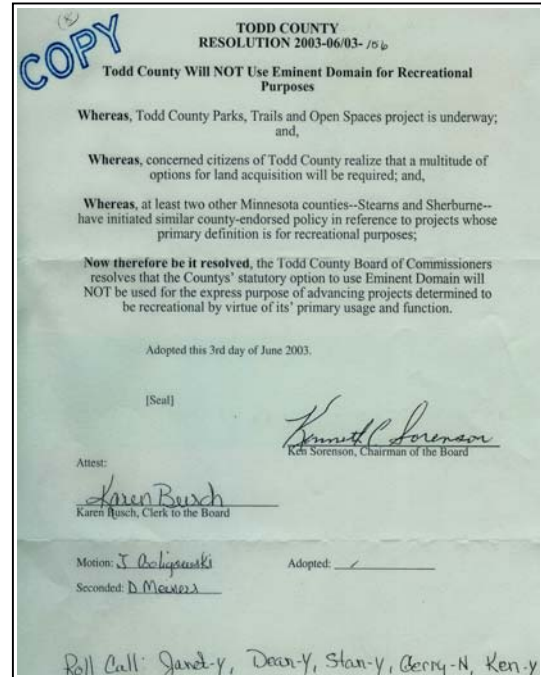 (8)
COPY
TODD COUNTY
RESOLUTION 2003-06/03-106
Todd County Will NOT Use Eminent Domain for Recreational
Purposes
Whereas, Todd County Parks, Trails and Open Spaces project is underway;
and,
Whereas, concerned citizens of Todd County realize that a multitude of
options for land acquisition will be required; and,
Whereas, at least two other Minnesota counties--Stearns and Sherburne--
have initiated similar county-endorsed policy in reference to projects whose
primary definition is for recreational purposes;
Now therefore be it resolved, the Todd County Board of Commissioners
resolves that the Countys' statutory option to use Eminent Domain will
NOT be used for the express purpose of advancing projects determined to
be recreational by virtue of its' primary usage and function.
Adopted this 3rd day of June 2003.
[Seal]
Kenneth C Sorenson
Ken Sorenson, Chairman of the Board
Attest:
Karen Busch
Karen Busch, Clerk to the Board
Motion: J Adopted:
Seconded: D.
Roll Call: Janet-y, Dean-y, Stan-y, Gerry-N, Ken-y